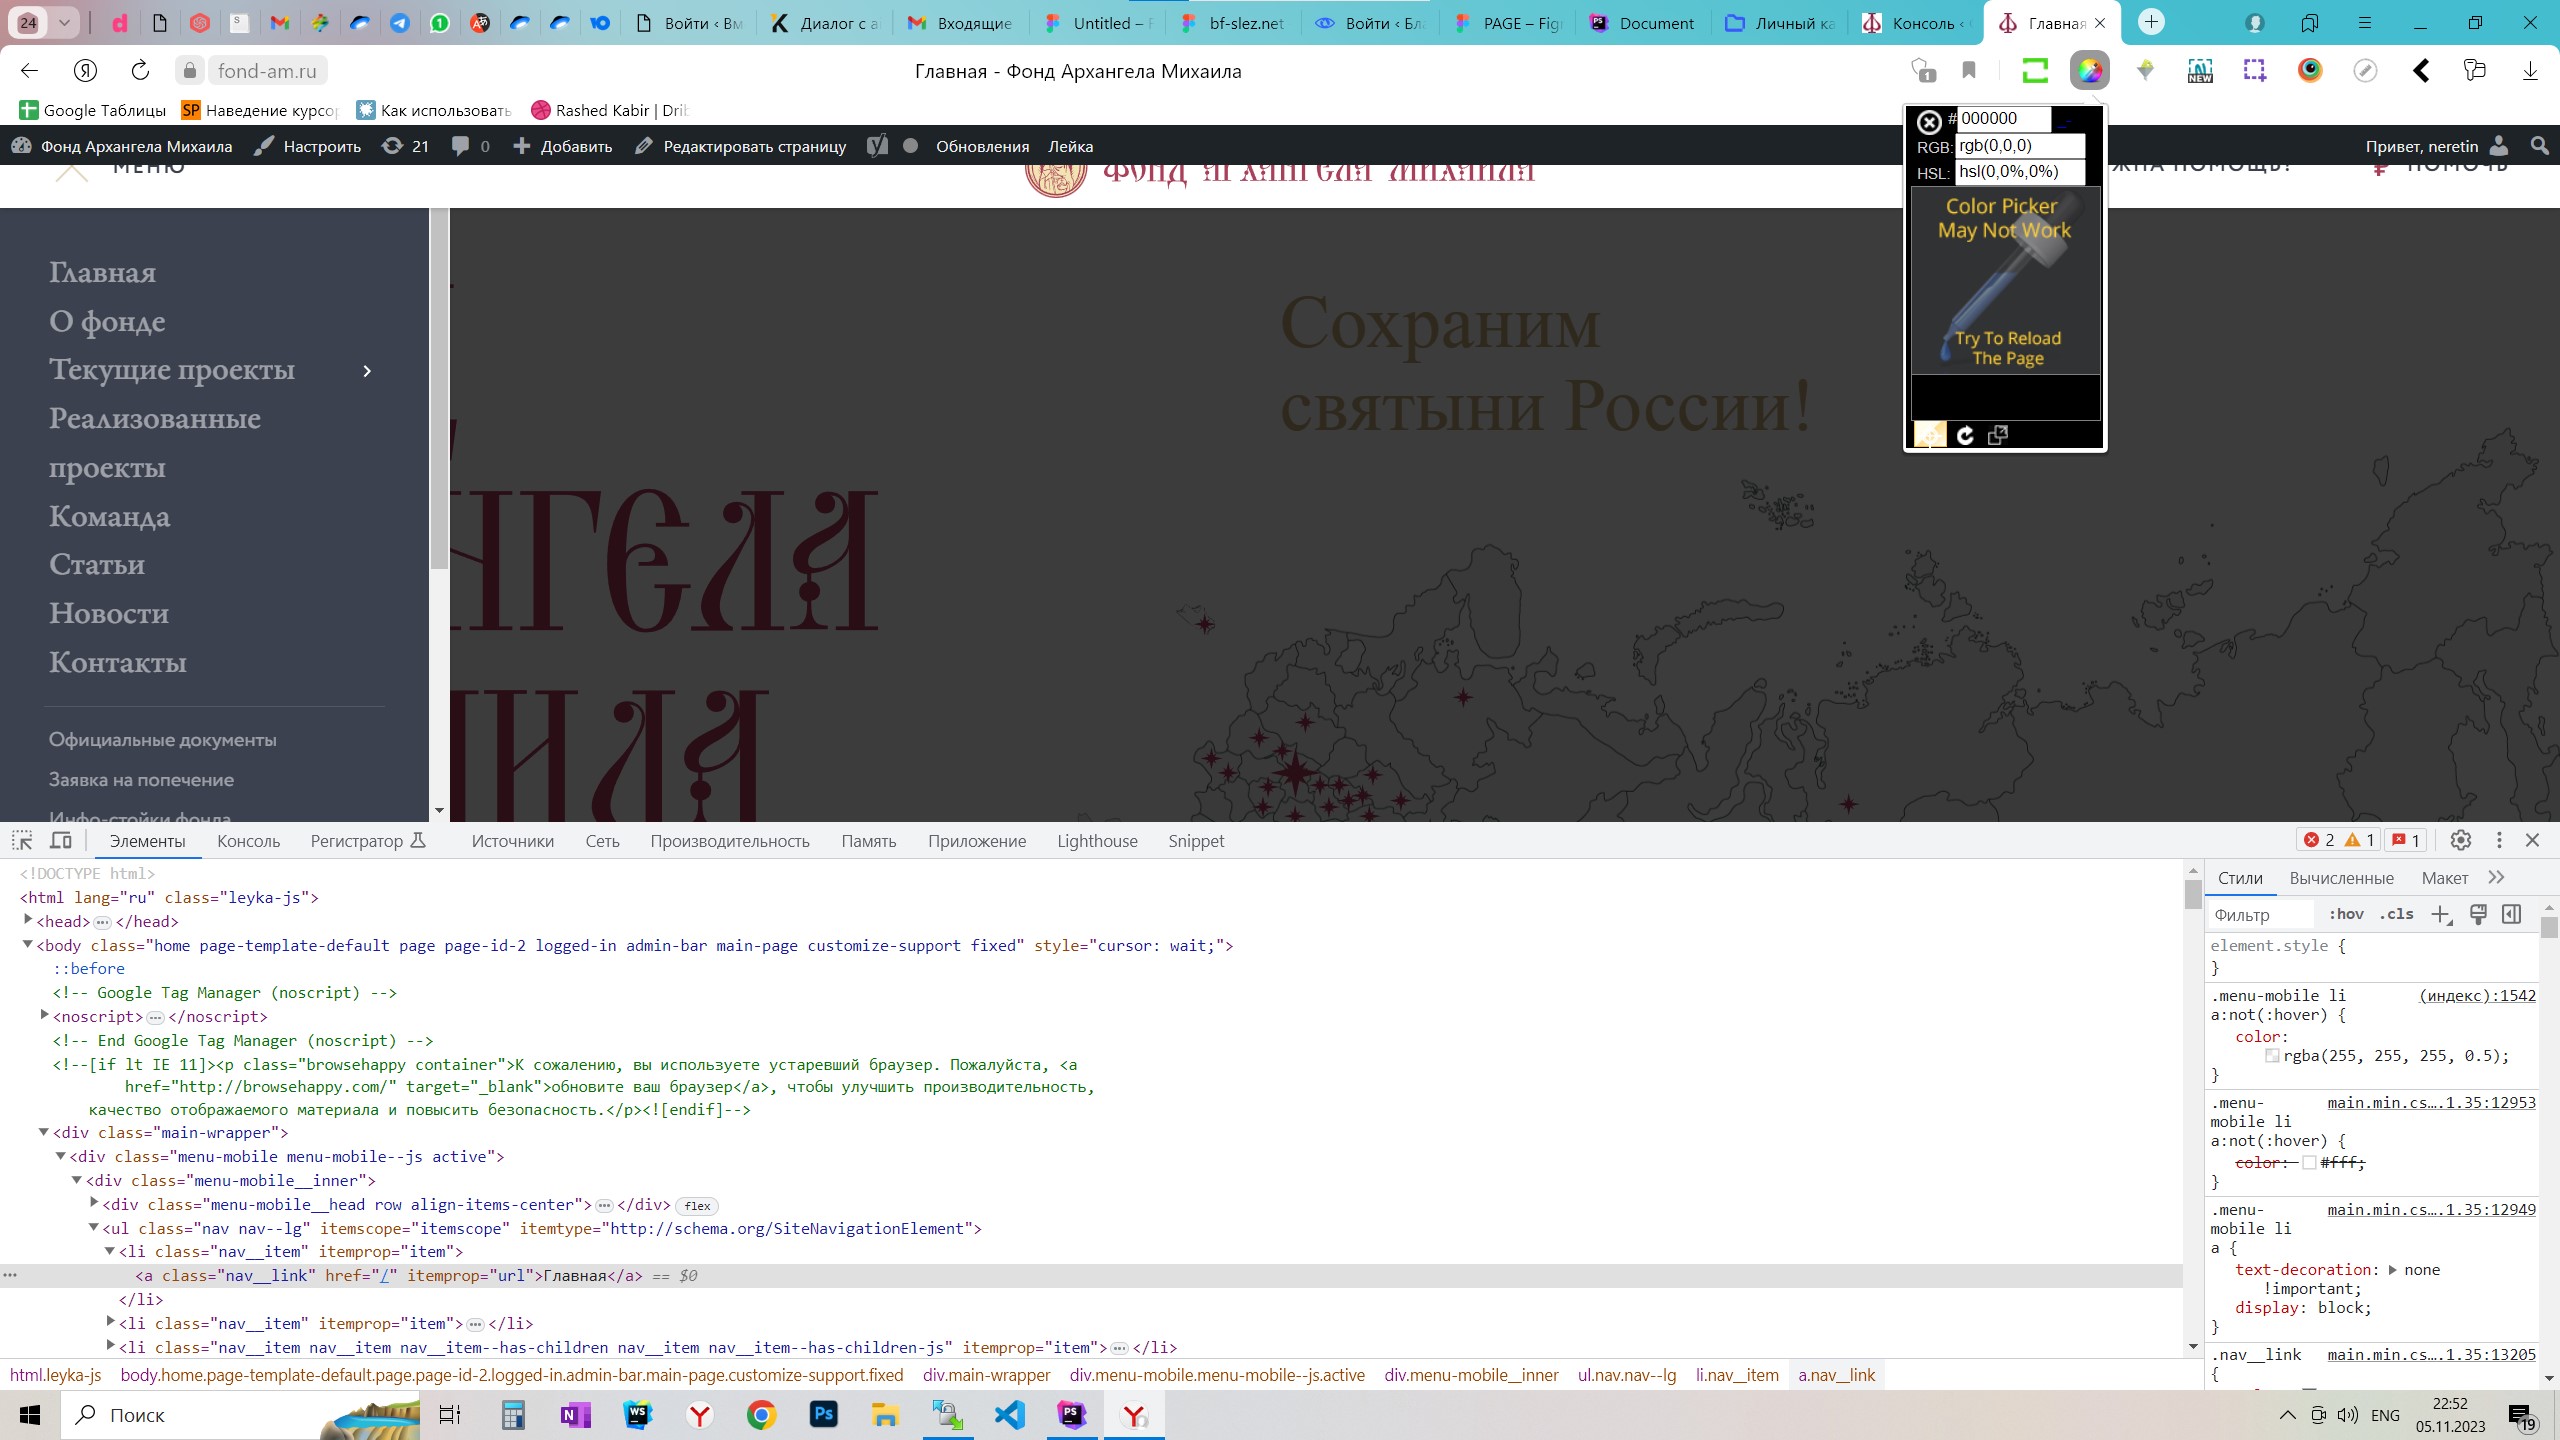 24
Войти ‹ Вм
Диалог с а
Входящие
Untitled – F
bf-slez.net
Войти ‹ Бла
PAGE – Fig
Document
Личный ка
Консоль ‹
Главная
fond-am.ru
Главная - Фонд Архангела Михаила
1
NEW
Google Таблицы
SP Наведение курсор
Как использовать
Rashed Kabir | Drib
Фонд Архангела Михаила
Настроить
21
0
Добавить
Редактировать страницу
Обновления
Лейка
Привет, neretin
МЕНЮ
ФОНД АРХАНГЕЛА МИХАИЛА
ЖНА ПОМОЩЬ?
ПОМОЧЬ
# 000000
RGB: rgb(0,0,0)
HSL: hsl(0,0%,0%)
Color Picker
May Not Work
Try To Reload
The Page
Главная
О фонде
Текущие проекты
Реализованные
проекты
Команда
Статьи
Новости
Контакты
Официальные документы
Заявка на попечение
Инфо-стойки фонда
Сохраним
святыни России!
НГЕЛА
ИЛА
Элементы
Консоль
Регистратор
Источники
Сеть
Производительность
Память
Приложение
Lighthouse
Snippet
2
1
1
<!DOCTYPE html>
<html lang="ru" class="leyka-js">
<head>…</head>
<body class="home page-template-default page page-id-2 logged-in admin-bar main-page customize-support fixed" style="cursor: wait;">
::before
<!-- Google Tag Manager (noscript) -->
<noscript>…</noscript>
<!-- End Google Tag Manager (noscript) -->
<!--[if lt IE 11]><p class="browsehappy container">К сожалению, вы используете устаревший браузер. Пожалуйста, <a
href="http://browsehappy.com/" target="_blank">обновите ваш браузер</a>, чтобы улучшить производительность,
качество отображаемого материала и повысить безопасность.</p><![endif]-->
<div class="main-wrapper">
<div class="menu-mobile menu-mobile--js active">
<div class="menu-mobile__inner">
<div class="menu-mobile__head row align-items-center">…</div> flex
<ul class="nav nav--lg" itemscope="itemscope" itemtype="http://schema.org/SiteNavigationElement">
<li class="nav__item" itemprop="item">
<a class="nav__link" href="/" itemprop="url">Главная</a> == $0
</li>
<li class="nav__item" itemprop="item">…</li>
<li class="nav__item nav__item nav__item--has-children nav__item nav__item--has-children-js" itemprop="item">…</li>
html.leyka-js
body.home.page-template-default.page.page-id-2.logged-in.admin-bar.main-page.customize-support.fixed
div.main-wrapper
div.menu-mobile.menu-mobile--js.active
div.menu-mobile__inner
ul.nav.nav--lg
li.nav__item
a.nav__link
Стили
Вычисленные
Макет
Фильтр
:hov
.cls
element.style {
}
.menu-mobile li (индекс):1542
a:not(:hover) {
color:
rgba(255, 255, 255, 0.5);
}
.menu- main.min.cs….1.35:12953
mobile li
a:not(:hover) {
color: #fff;
}
.menu- main.min.cs….1.35:12949
mobile li
a {
text-decoration: none
!important;
display: block;
}
.nav__link main.min.cs….1.35:13205
{
Поиск
ENG
22:52
05.11.2023
19